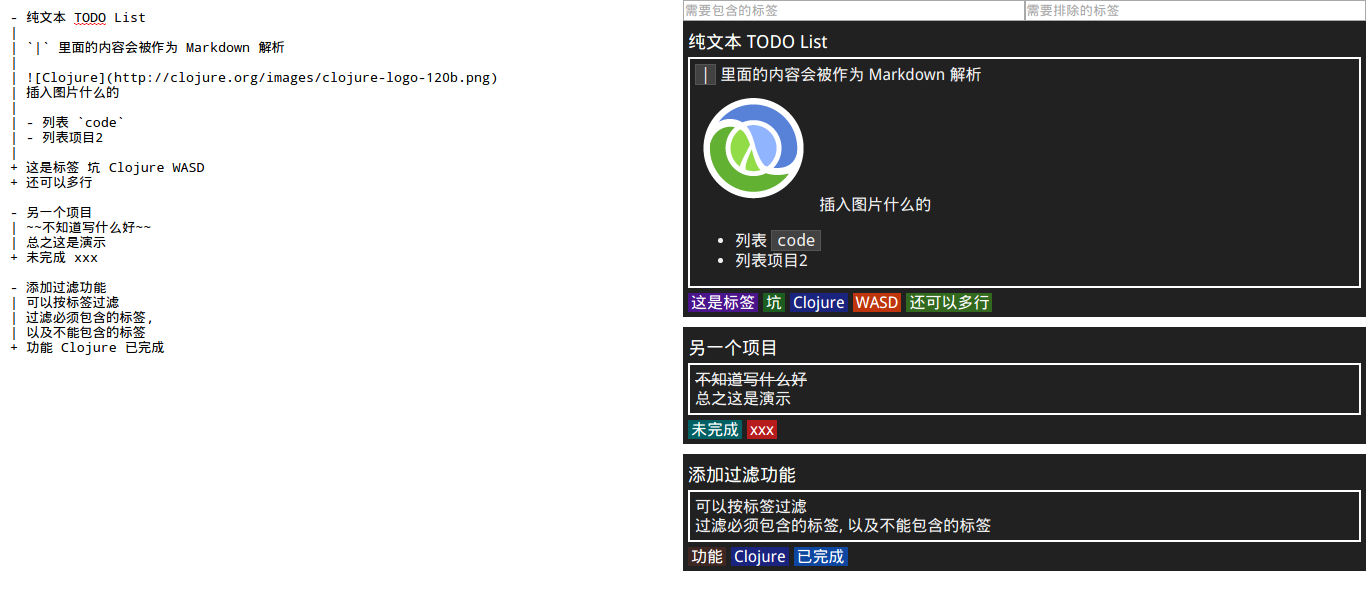 - 纯文本 TODO List
|
| `|` 里面的内容会被作为 Markdown 解析
|
| ![Clojure](http://clojure.org/images/clojure-logo-120b.png)
| 插入图片什么的
|
| - 列表 `code`
| - 列表项目2
|
+ 这是标签 坑 Clojure WASD
+ 还可以多行
- 另一个项目
| ~~不知道写什么好~~
| 总之这是演示
+ 未完成 xxx
- 添加过滤功能
| 可以按标签过滤
| 过滤必须包含的标签,
| 以及不能包含的标签
+ 功能 Clojure 已完成
需要包含的标签 需要排除的标签
纯文本 TODO List
| 里面的内容会被作为 Markdown 解析
插入图片什么的
• 列表 code
• 列表项目2
这是标签 坑 Clojure WASD 还可以多行
另一个项目
不知道写什么好
总之这是演示
未完成 xxx
添加过滤功能
可以按标签过滤
过滤必须包含的标签, 以及不能包含的标签
功能 Clojure 已完成